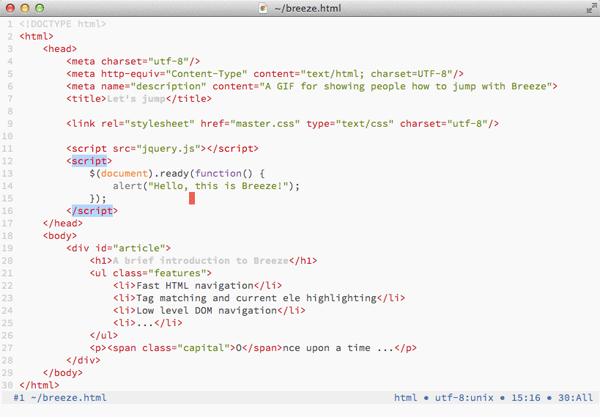 ~/breeze.html
1 <!DOCTYPE html>
2 <html>
3     <head>
4         <meta charset="utf-8"/>
5         <meta http-equiv="Content-Type" content="text/html; charset=UTF-8"/>
6         <meta name="description" content="A GIF for showing people how to jump with Breeze">
7         <title>Let's jump</title>
8
9         <link rel="stylesheet" href="master.css" type="text/css" charset="utf-8"/>
10
11         <script src="jquery.js"></script>
12         <script>
13             $(document).ready(function() {
14                 alert("Hello, this is Breeze!");
15             });
16         </script>
17     </head>
18     <body>
19         <div id="article">
20             <h1>A brief introduction to Breeze</h1>
21             <ul class="features">
22                 <li>Fast HTML navigation</li>
23                 <li>Tag matching and current ele highlighting</li>
24                 <li>Low level DOM navigation</li>
25                 <li>...</li>
26             </ul>
27             <p><span class="capital">O</span>nce upon a time ...</p>
28         </div>
29     </body>
30 </html>
#1 ~/breeze.html html • utf-8:unix • 15:16 • 30:All